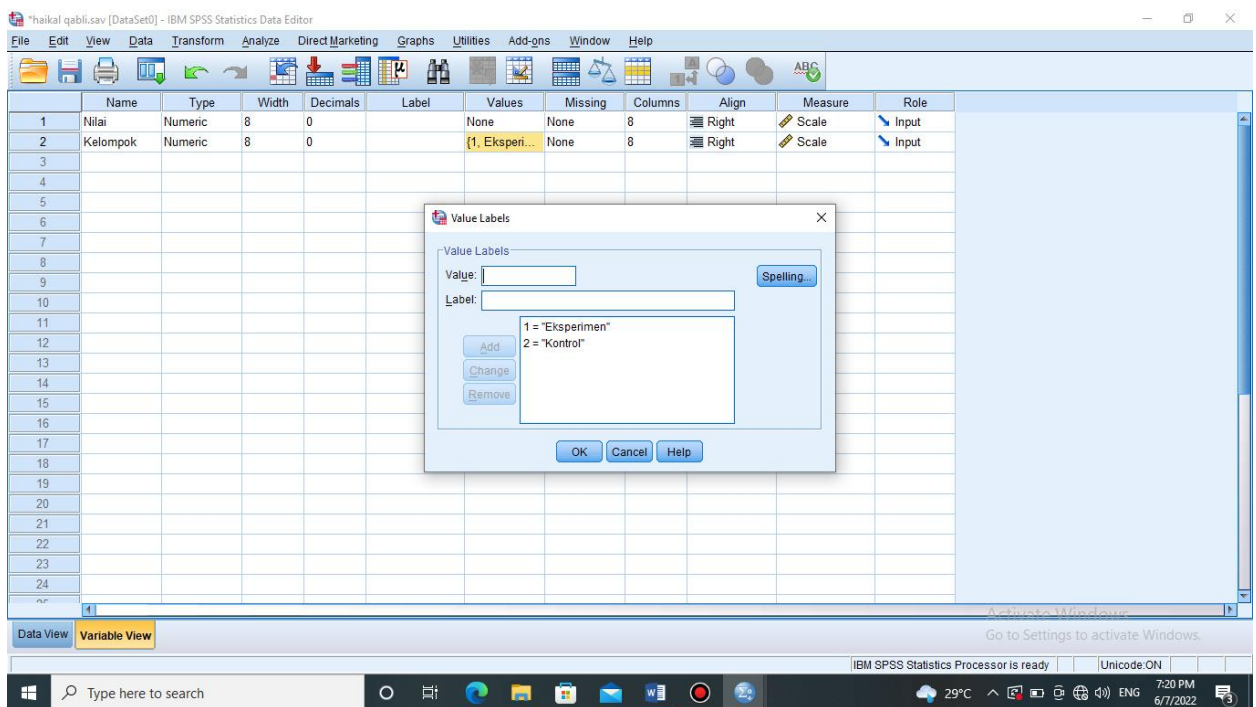 *haikal qabli.sav [DataSet0] - IBM SPSS Statistics Data Editor
File Edit View Data Transform Analyze Direct Marketing Graphs Utilities Add-ons Window Help
Name Type Width Decimals Label Values Missing Columns Align Measure Role
1 Nilai Numeric 8 0 None None 8 Right Scale Input
2 Kelompok Numeric 8 0 {1, Eksperi... None 8 Right Scale Input
3
4
5
6
7
8
9
10
11
12
13
14
15
16
17
18
19
20
21
22
23
24
25
Value Labels
Value Labels
Value:
Spelling...
Label:
1 = "Eksperimen"
2 = "Kontrol"
Add
Change
Remove
OK Cancel Help
Activate Windows
Go to Settings to activate Windows.
Data View Variable View
IBM SPSS Statistics Processor is ready Unicode:ON
Type here to search
29°C ENG 7:20 PM
6/7/2022
3